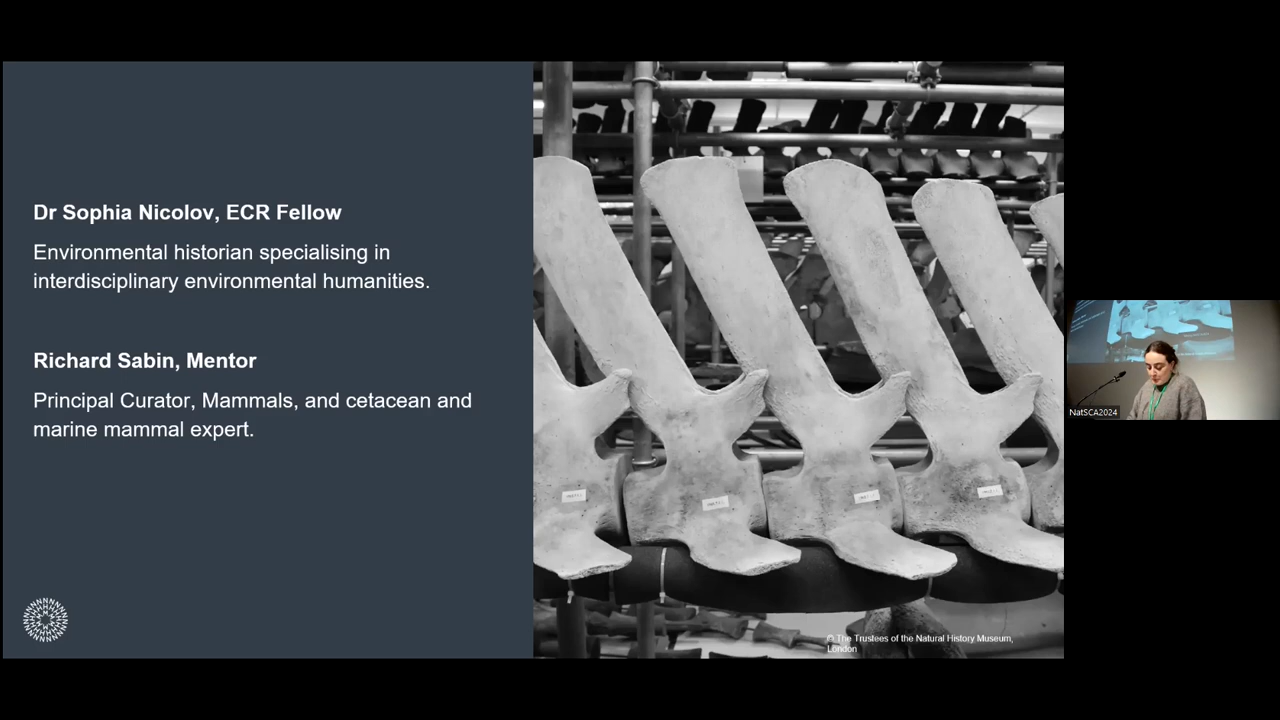 Dr Sophia Nicolov, ECR Fellow
Environmental historian specialising in
interdisciplinary environmental humanities.
Richard Sabin, Mentor
Principal Curator, Mammals, and cetacean and
marine mammal expert.
© The Trustees of the Natural History Museum,
London
NatSCA2024